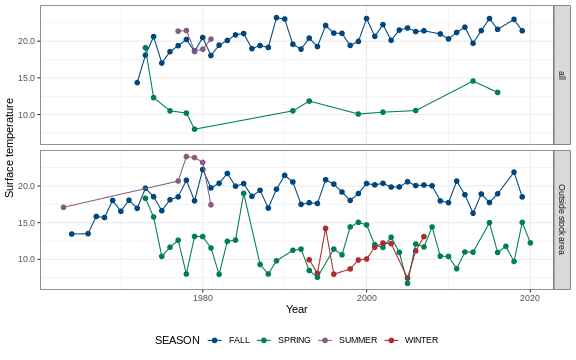 Surface temperature
20.0
15.0
10.0
all
20.0
15.0
10.0
Outside stock area
1980
2000
2020
Year
SEASON
FALL
SPRING
SUMMER
WINTER